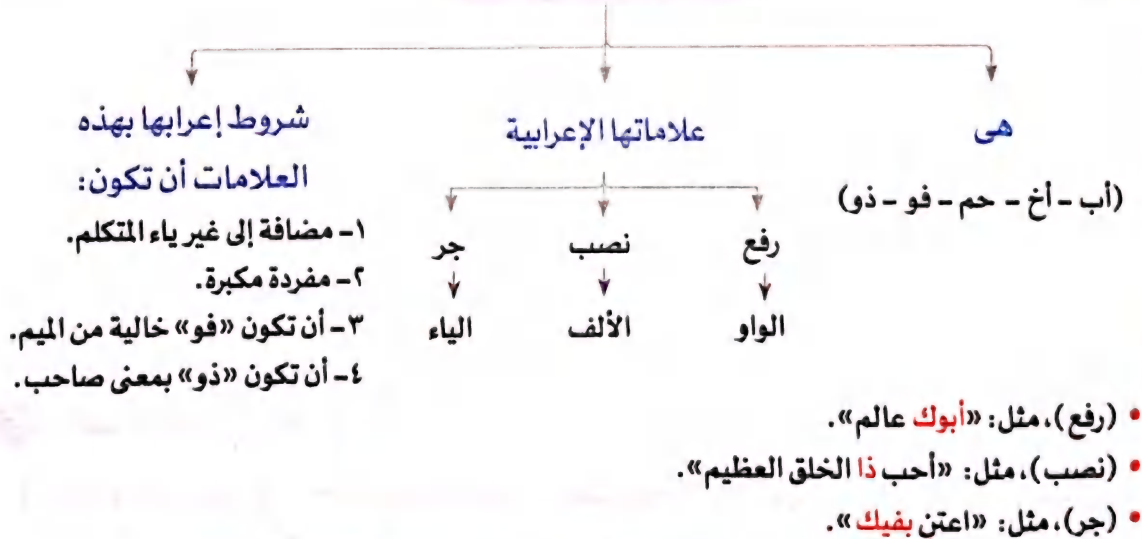 هى
(أب – أخ – حم – فو – ذو)
علاماتها الإعرابية
رفع
نصب
جر
الواو
الألف
الياء
شروط إعرابها بهذه
العلامات أن تكون:
١- مضافة إلى غير ياء المتكلم.
٢- مفردة مكبرة.
٣- أن تكون «فو» خالية من الميم.
٤- أن تكون «ذو» بمعنى صاحب.
• (رفع)، مثل: «أبوك عالم».
• (نصب)، مثل: «أحب ذا الخلق العظيم».
• (جر)، مثل: «اعتن بفيك».